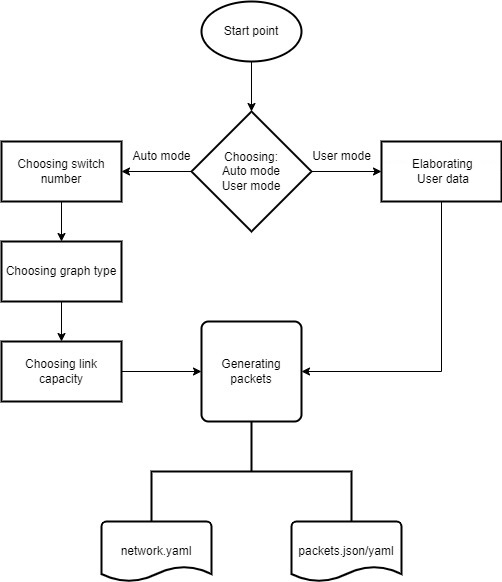 Start point
Choosing:
Auto mode
User mode
Auto mode
User mode
Choosing switch
number
Elaborating
User data
Choosing graph type
Choosing link
capacity
Generating
packets
network.yaml
packets.json/yaml